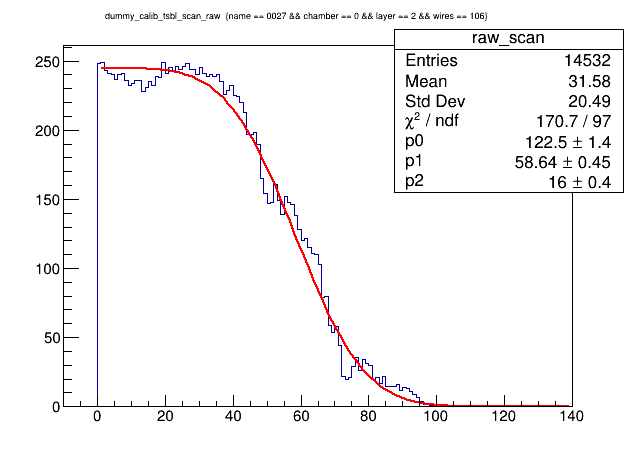 dummy_calib_tsbl_scan_raw (name == 0027 && chamber == 0 && layer == 2 && wires == 106)
raw_scan
Entries 14532
Mean 31.58
Std Dev 20.49
χ² / ndf 170.7 / 97
p0 122.5 ± 1.4
p1 58.64 ± 0.45
p2 16 ± 0.4
250
200
150
100
50
0
0 20 40 60 80 100 120 140